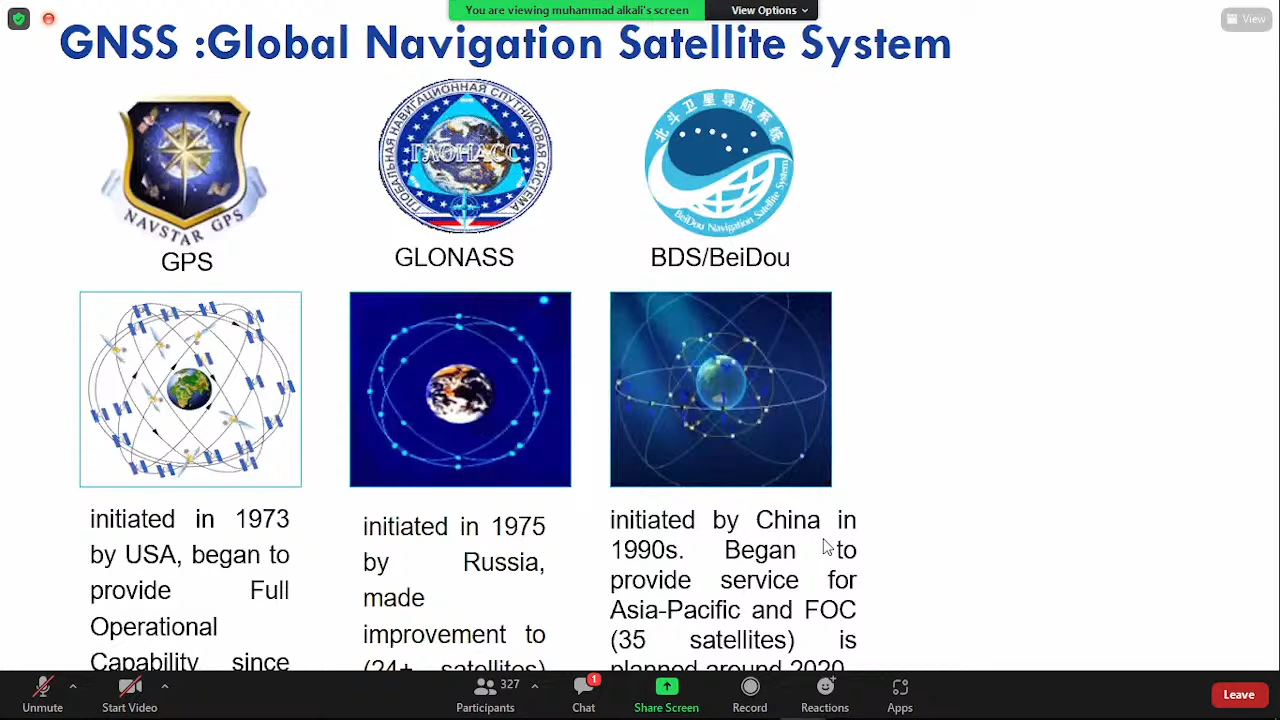 You are viewing muhammad alkali's screen
View Options
View
GNSS :Global Navigation Satellite System
NAVSTAR GPS
GPS
ГЛОБАЛЬНАЯ НАВИГАЦИОННАЯ СПУТНИКОВАЯ СИСТЕМА
ГЛОНАСС
GLONASS
北斗卫星导航系统
BeiDou Navigation Satellite System
BDS/BeiDou
initiated in 1973
by USA, began to
provide Full
Operational
Capability since
initiated in 1975
by Russia,
made
improvement to
(24+ satellites)
initiated by China in
1990s. Began to
provide service for
Asia-Pacific and FOC
(35 satellites) is
planned around 2020
Unmute
Start Video
327
Participants
1
Chat
Share Screen
Record
Reactions
Apps
Leave